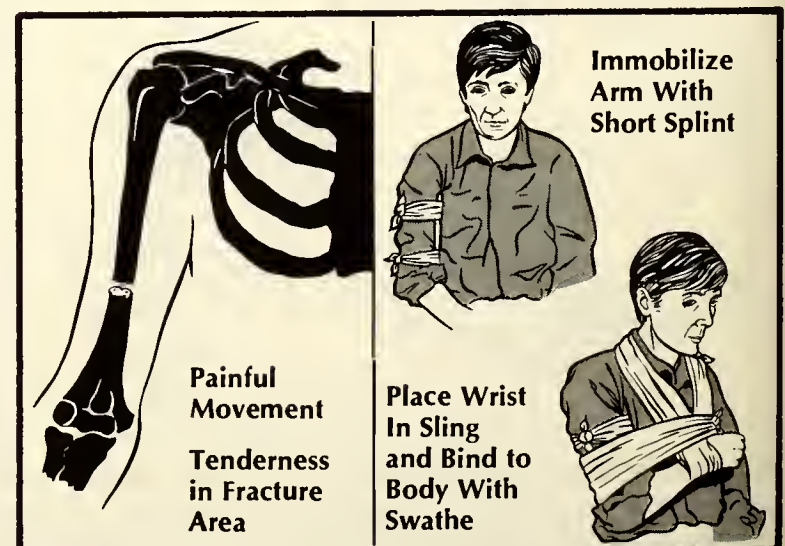 Painful
Movement
Tenderness
in Fracture
Area
Immobilize
Arm With
Short Splint
Place Wrist
In Sling
and Bind to
Body With
Swathe